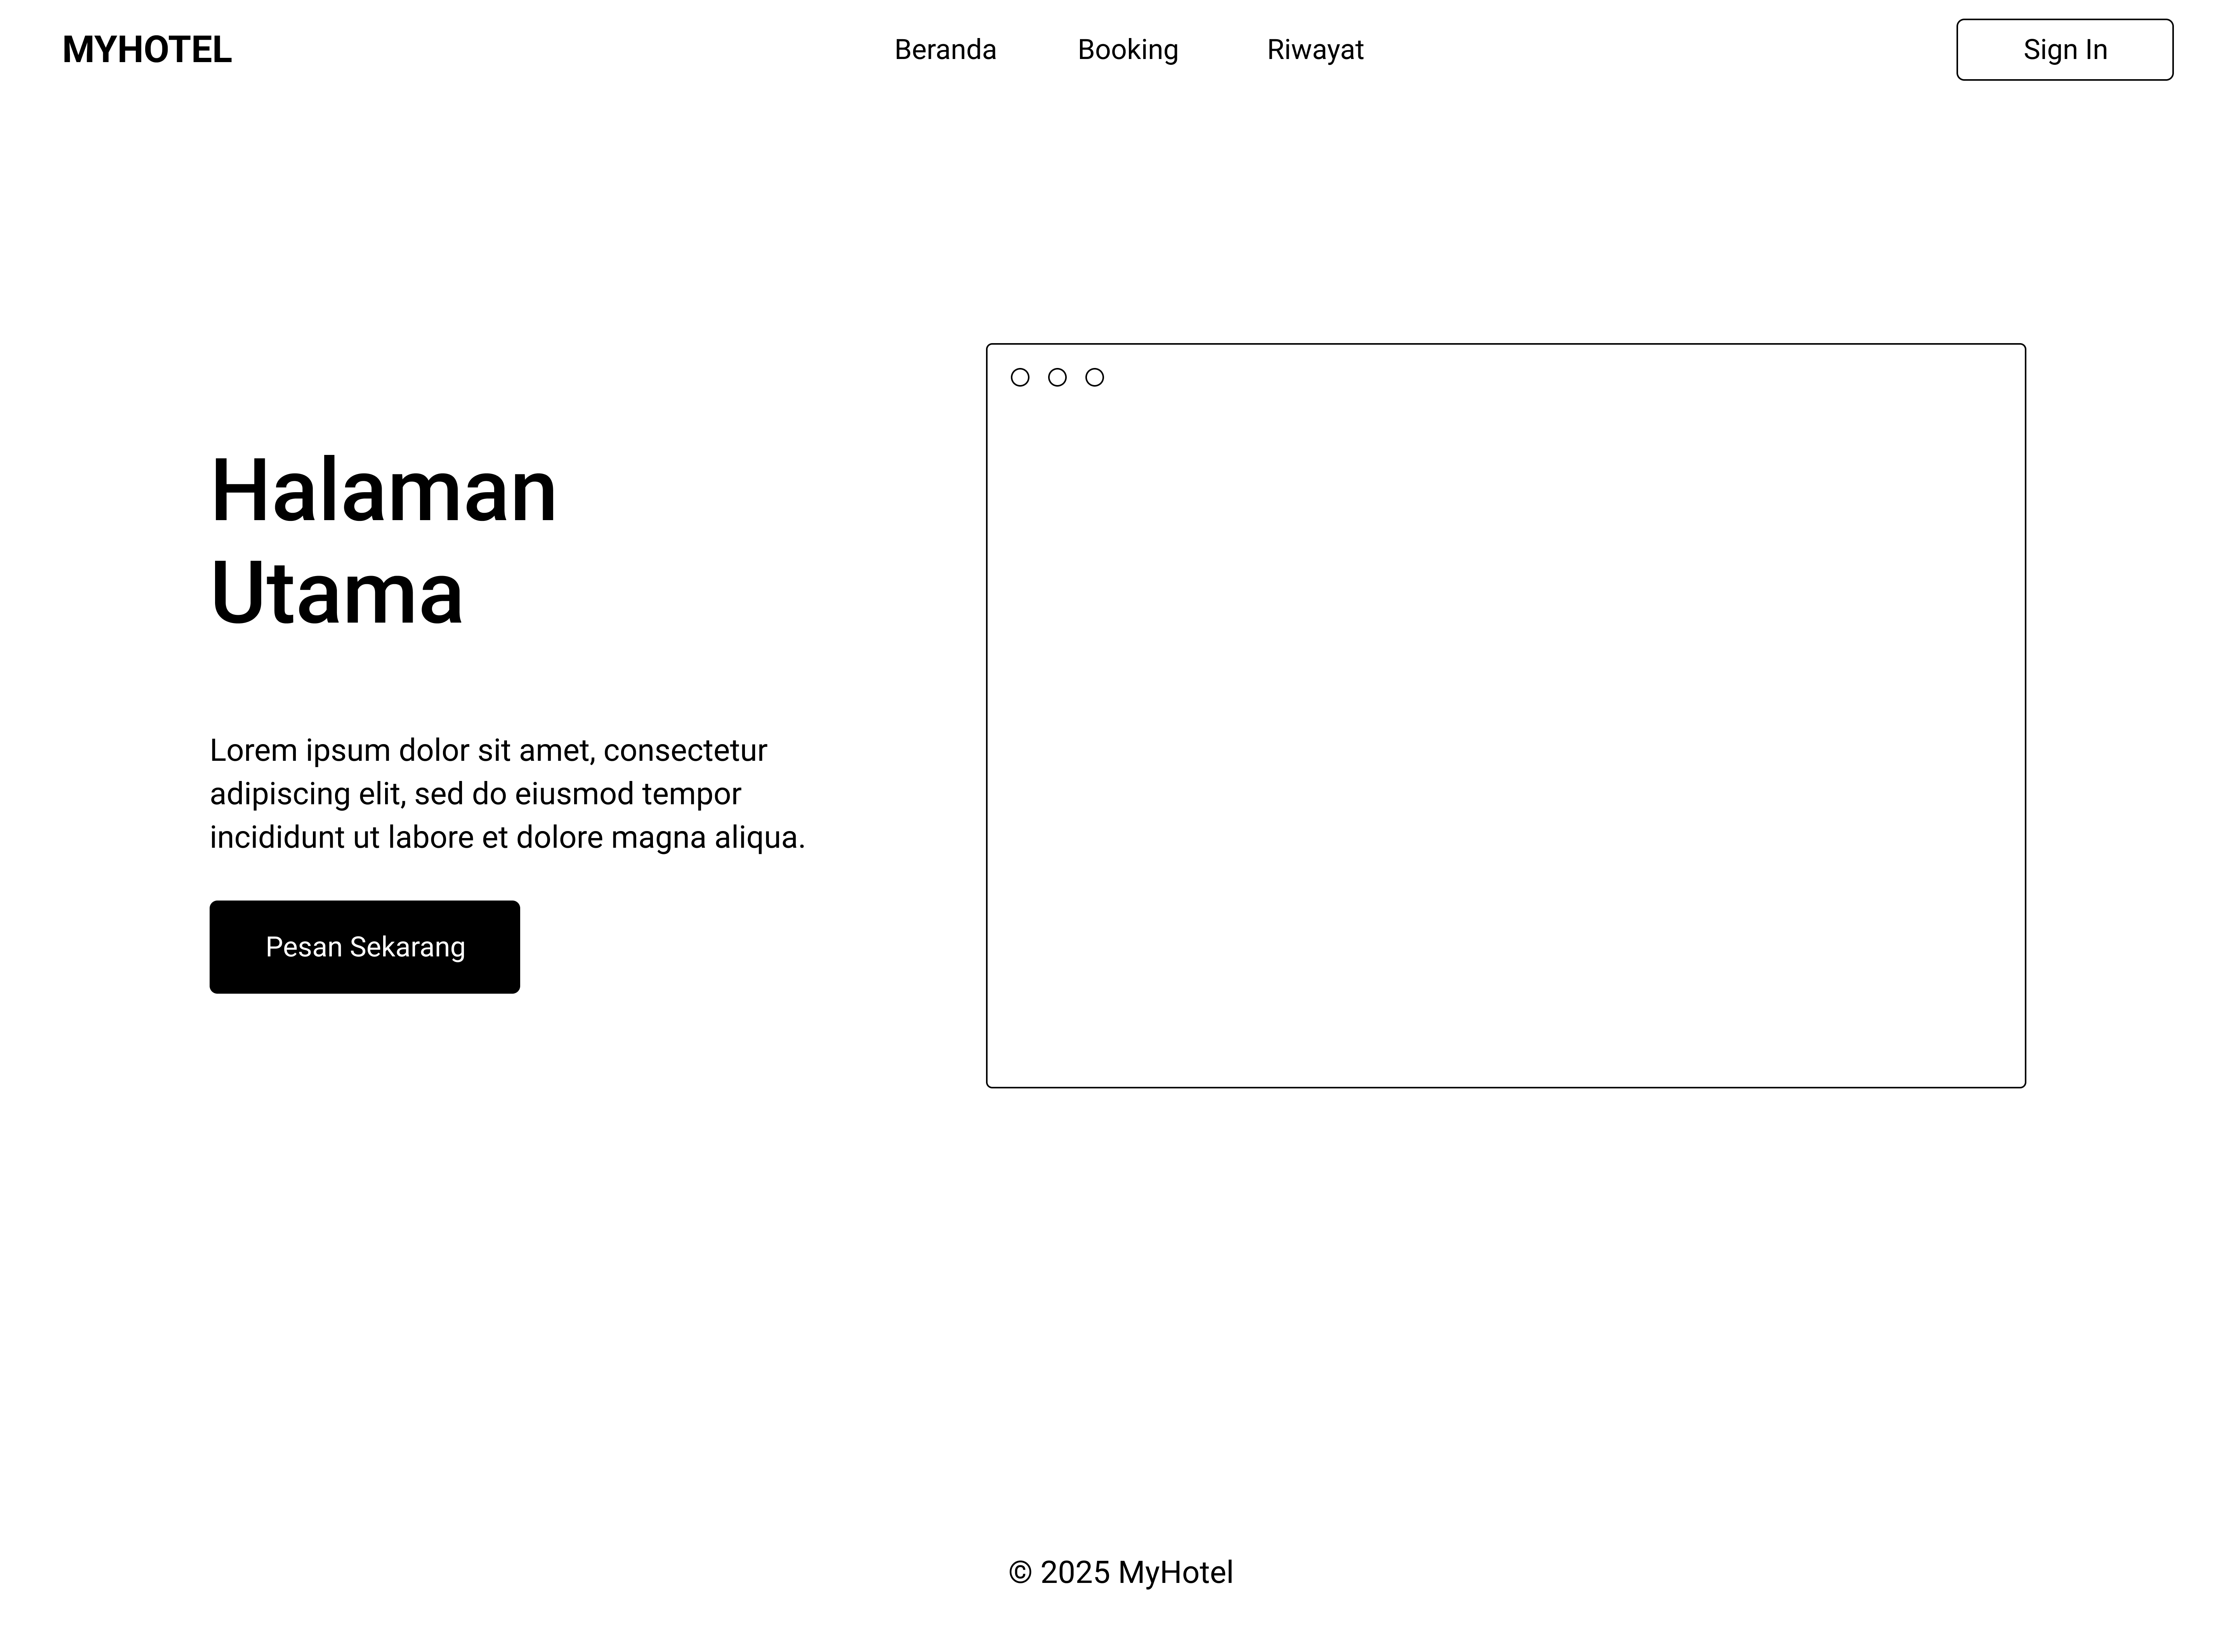 MYHOTEL
Beranda
Booking
Riwayat
Sign In
Halaman
Utama
Lorem ipsum dolor sit amet, consectetur
adipiscing elit, sed do eiusmod tempor
incididunt ut labore et dolore magna aliqua.
Pesan Sekarang
© 2025 MyHotel